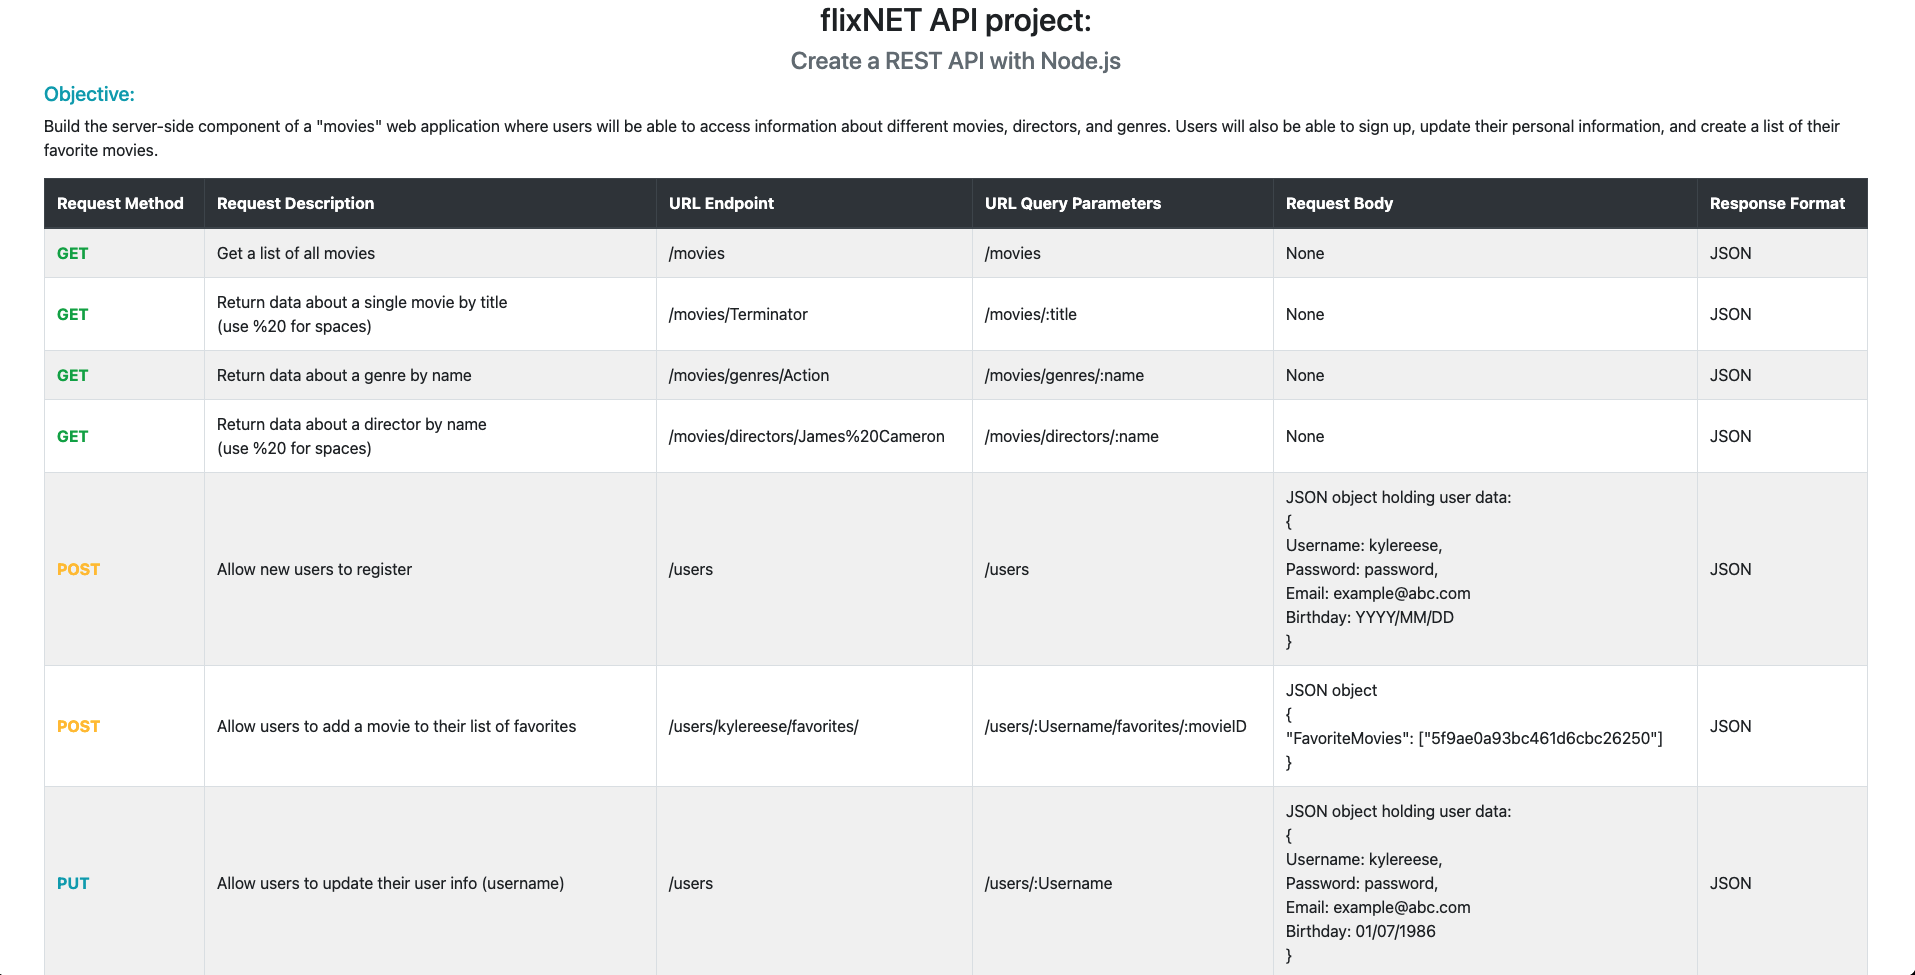 flixNET API project:
Create a REST API with Node.js
Objective:
Build the server-side component of a "movies" web application where users will be able to access information about different movies, directors, and genres. Users will also be able to sign up, update their personal information, and create a list of their
favorite movies.
Request Method Request Description URL Endpoint URL Query Parameters Request Body Response Format
GET Get a list of all movies /movies /movies None JSON
GET Return data about a single movie by title
(use %20 for spaces) /movies/Terminator /movies/:title None JSON
GET Return data about a genre by name /movies/genres/Action /movies/genres/:name None JSON
GET Return data about a director by name
(use %20 for spaces) /movies/directors/James%20Cameron /movies/directors/:name None JSON
POST Allow new users to register /users /users JSON object holding user data:
{
Username: kylereese,
Password: password,
Email: example@abc.com
Birthday: YYYY/MM/DD
} JSON
POST Allow users to add a movie to their list of favorites /users/kylereese/favorites/ /users/:Username/favorites/:movieID JSON object
{
"FavoriteMovies": ["5f9ae0a93bc461d6cbc26250"]
} JSON
PUT Allow users to update their user info (username) /users /users/:Username JSON object holding user data:
{
Username: kylereese,
Password: password,
Email: example@abc.com
Birthday: 01/07/1986
} JSON